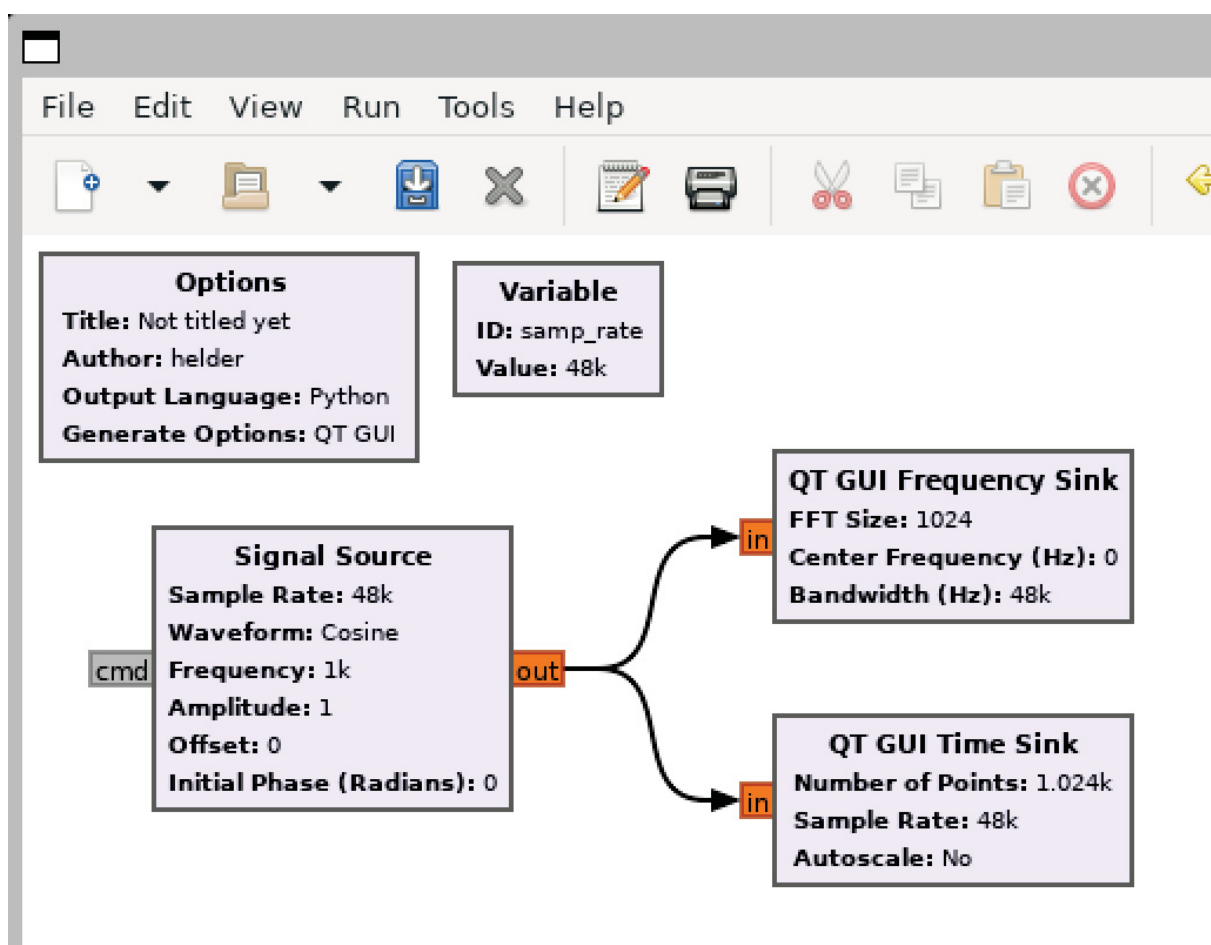 File Edit View Run Tools Help
Options
Title: Not titled yet
Author: helder
Output Language: Python
Generate Options: QT GUI
Variable
ID: samp_rate
Value: 48k
Signal Source
Sample Rate: 48k
Waveform: Cosine
cmd
Frequency: 1k
out
Amplitude: 1
Offset: 0
Initial Phase (Radians): 0
QT GUI Frequency Sink
FFT Size: 1024
in
Center Frequency (Hz): 0
Bandwidth (Hz): 48k
QT GUI Time Sink
Number of Points: 1.024k
in
Sample Rate: 48k
Autoscale: No